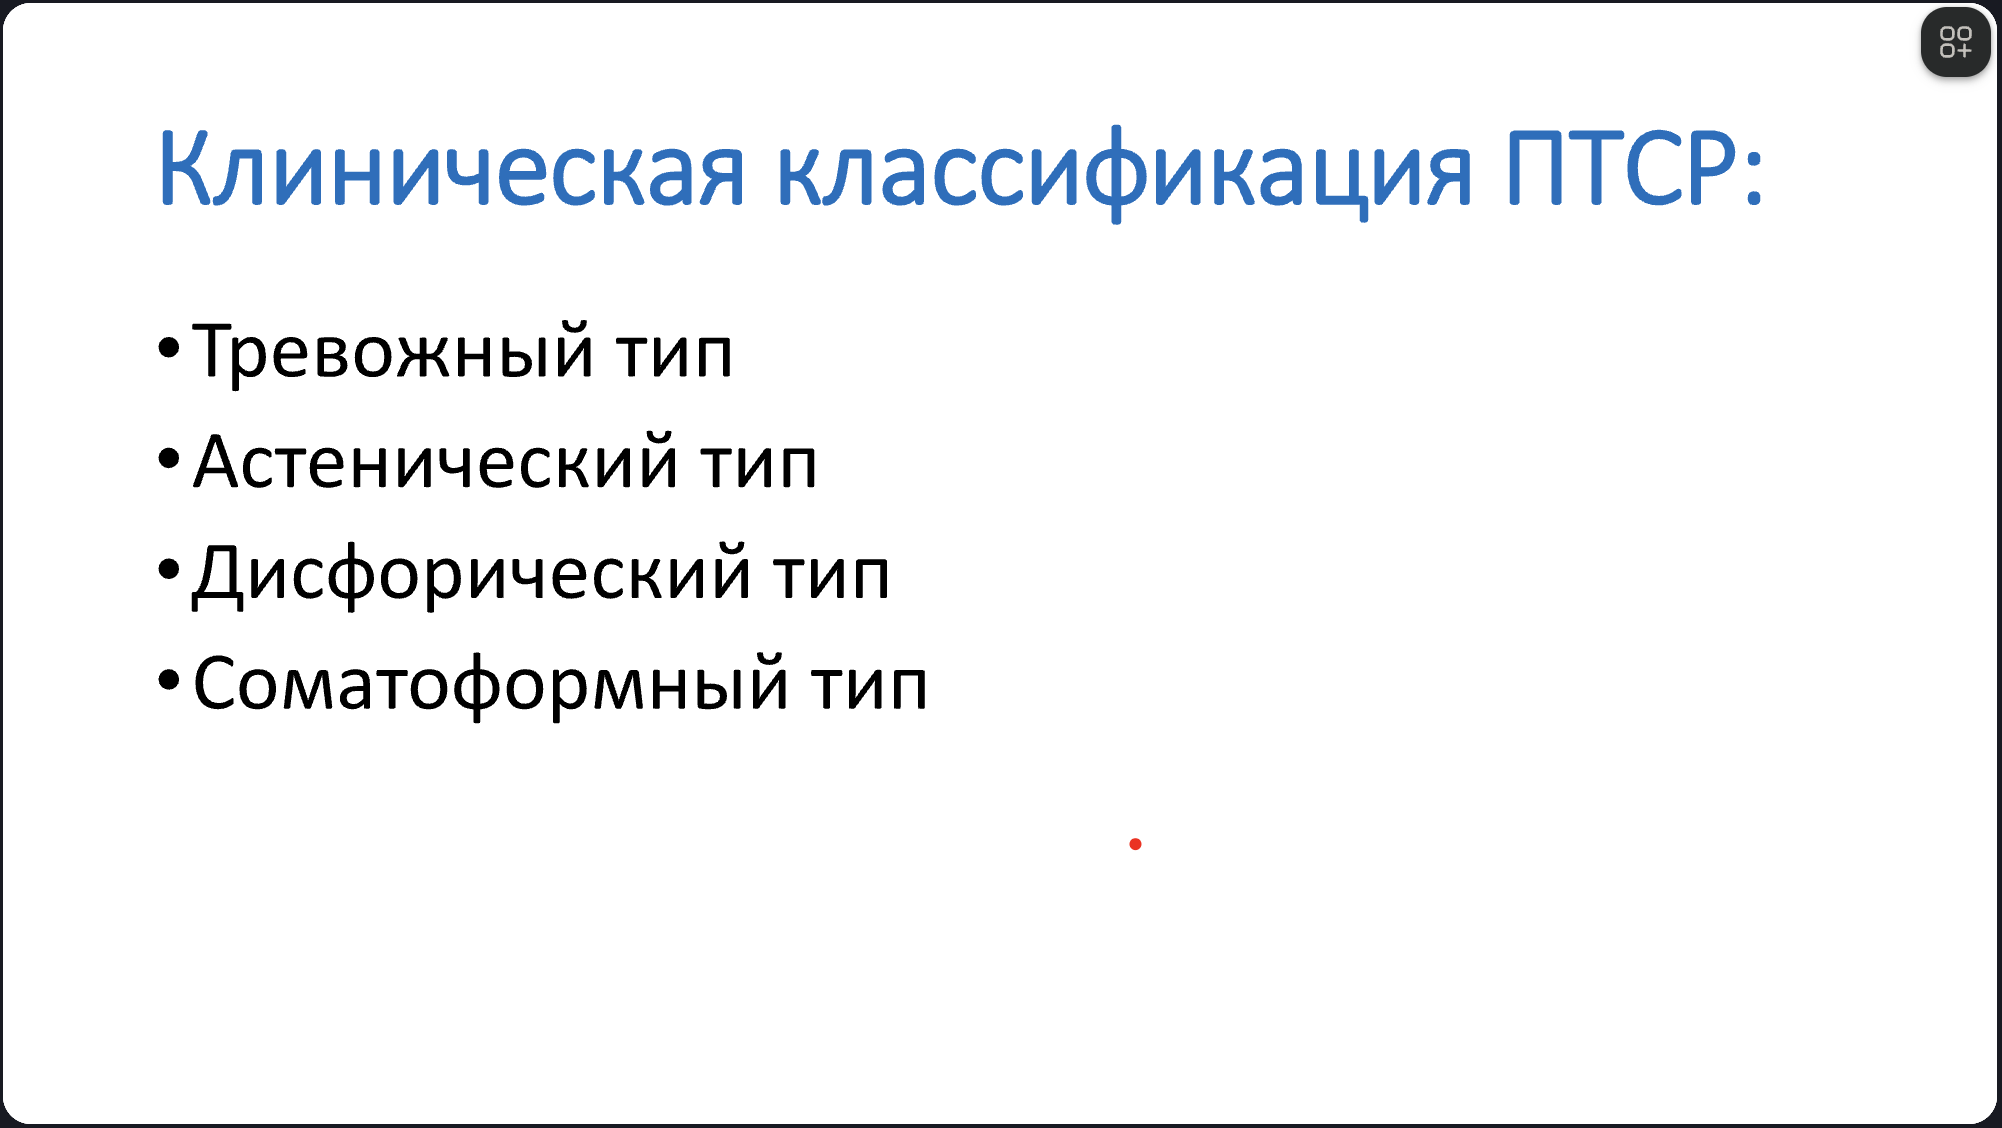 Клиническая классификация ПТСР:
• Тревожный тип
• Астенический тип
• Дисфорический тип
• Соматоформный тип